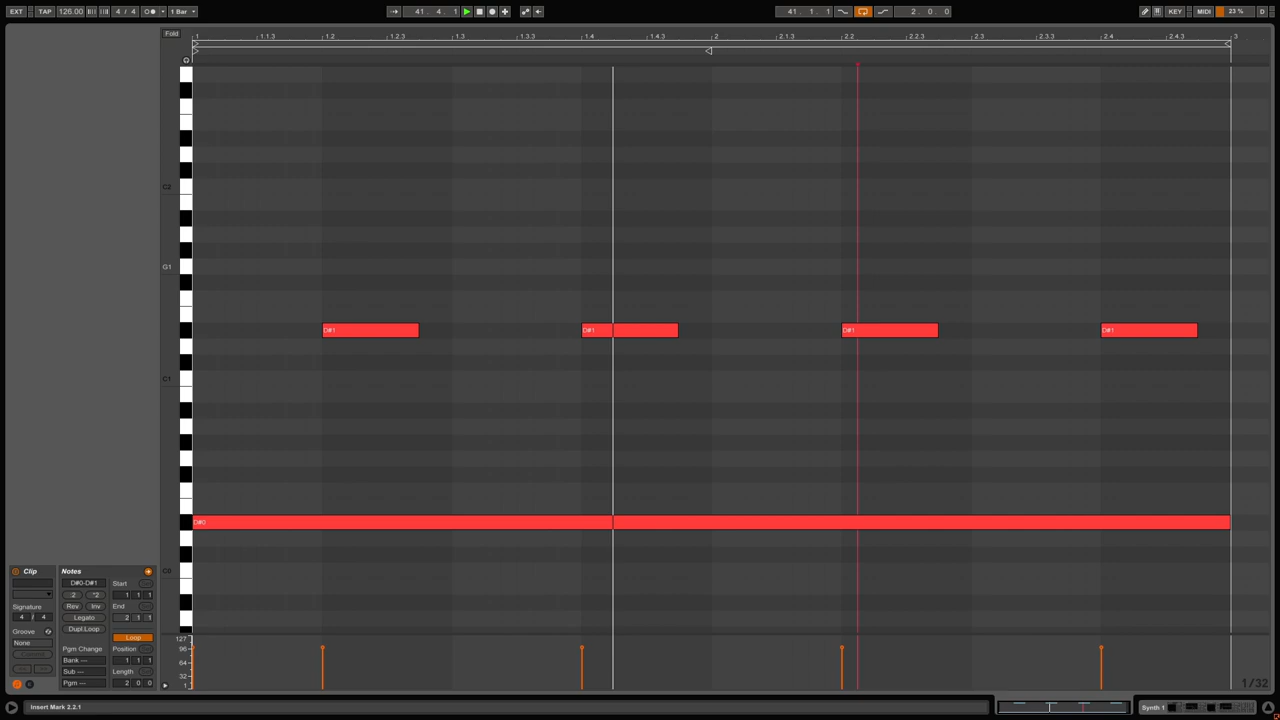 EXT TAP 126.00 4 / 4 1 Bar 41. 4. 1 41. 1. 1 2. 0. 0 KEY MIDI 23 % D
Fold
1 1.1.3 1.2 1.2.3 1.3 1.3.3 1.4 1.4.3 2 2.1.3 2.2 2.2.3 2.3 2.3.3 2.4 2.4.3 3
C2
G1
D#1 D#1 D#1 D#1
C1
D#0
C0
Clip Notes
D#0-D#1 Start
:2 *2 1 1 1
Signature Rev Inv End
4 / 4 Legato 2 1 1
Groove Dupl.Loop
None Loop
Pgm Change Position
Bank --- 1 1 1
Sub --- Length
Pgm --- 2 0 0
127
96
64
32
1
1/32
Insert Mark 2.2.1 Synth 1